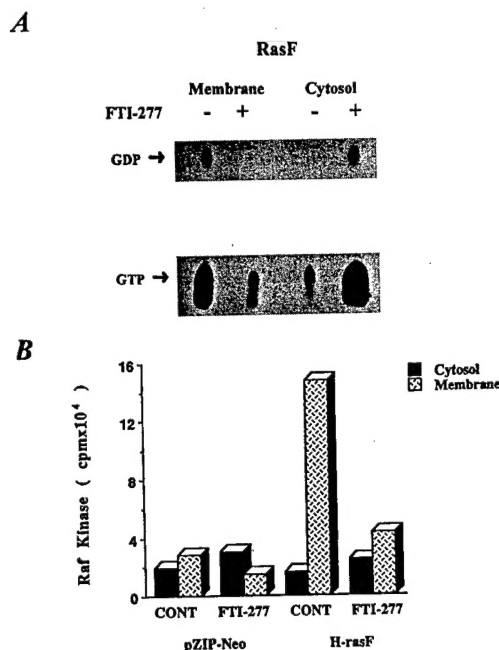 A
RasF
Membrane Cytosol
FTI-277 - + - +
GDP →
GTP →
B
16
12
8
4
0
Raf Kinase ( cpmx10⁴ )
Cytosol
Membrane
CONT FTI-277 CONT FTI-277
pZIP-Neo H-rasF